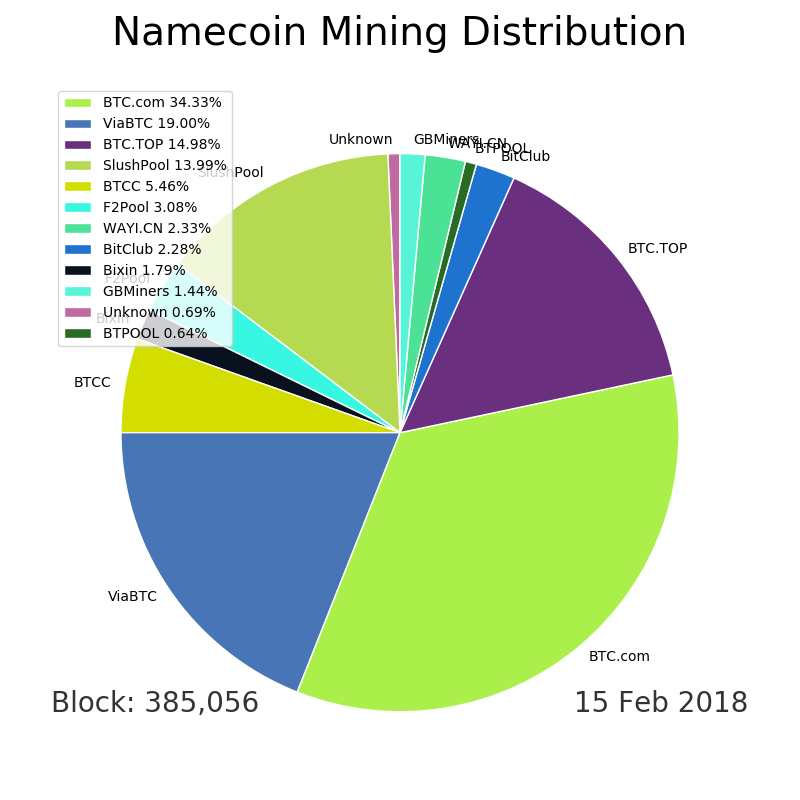 Namecoin Mining Distribution
BTC.com 34.33%
ViaBTC 19.00%
BTC.TOP 14.98%
SlushPool 13.99%
BTCC 5.46%
F2Pool 3.08%
WAYI.CN 2.33%
BitClub 2.28%
Bixin 1.79%
GBMiners 1.44%
Unknown 0.69%
BTPOOL 0.64%
Unknown
GBMiners
WAYI.CN
BTPOOL
BitClub
SlushPool
BTC.TOP
F2Pool
Bixin
BTCC
ViaBTC
BTC.com
Block: 385,056
15 Feb 2018